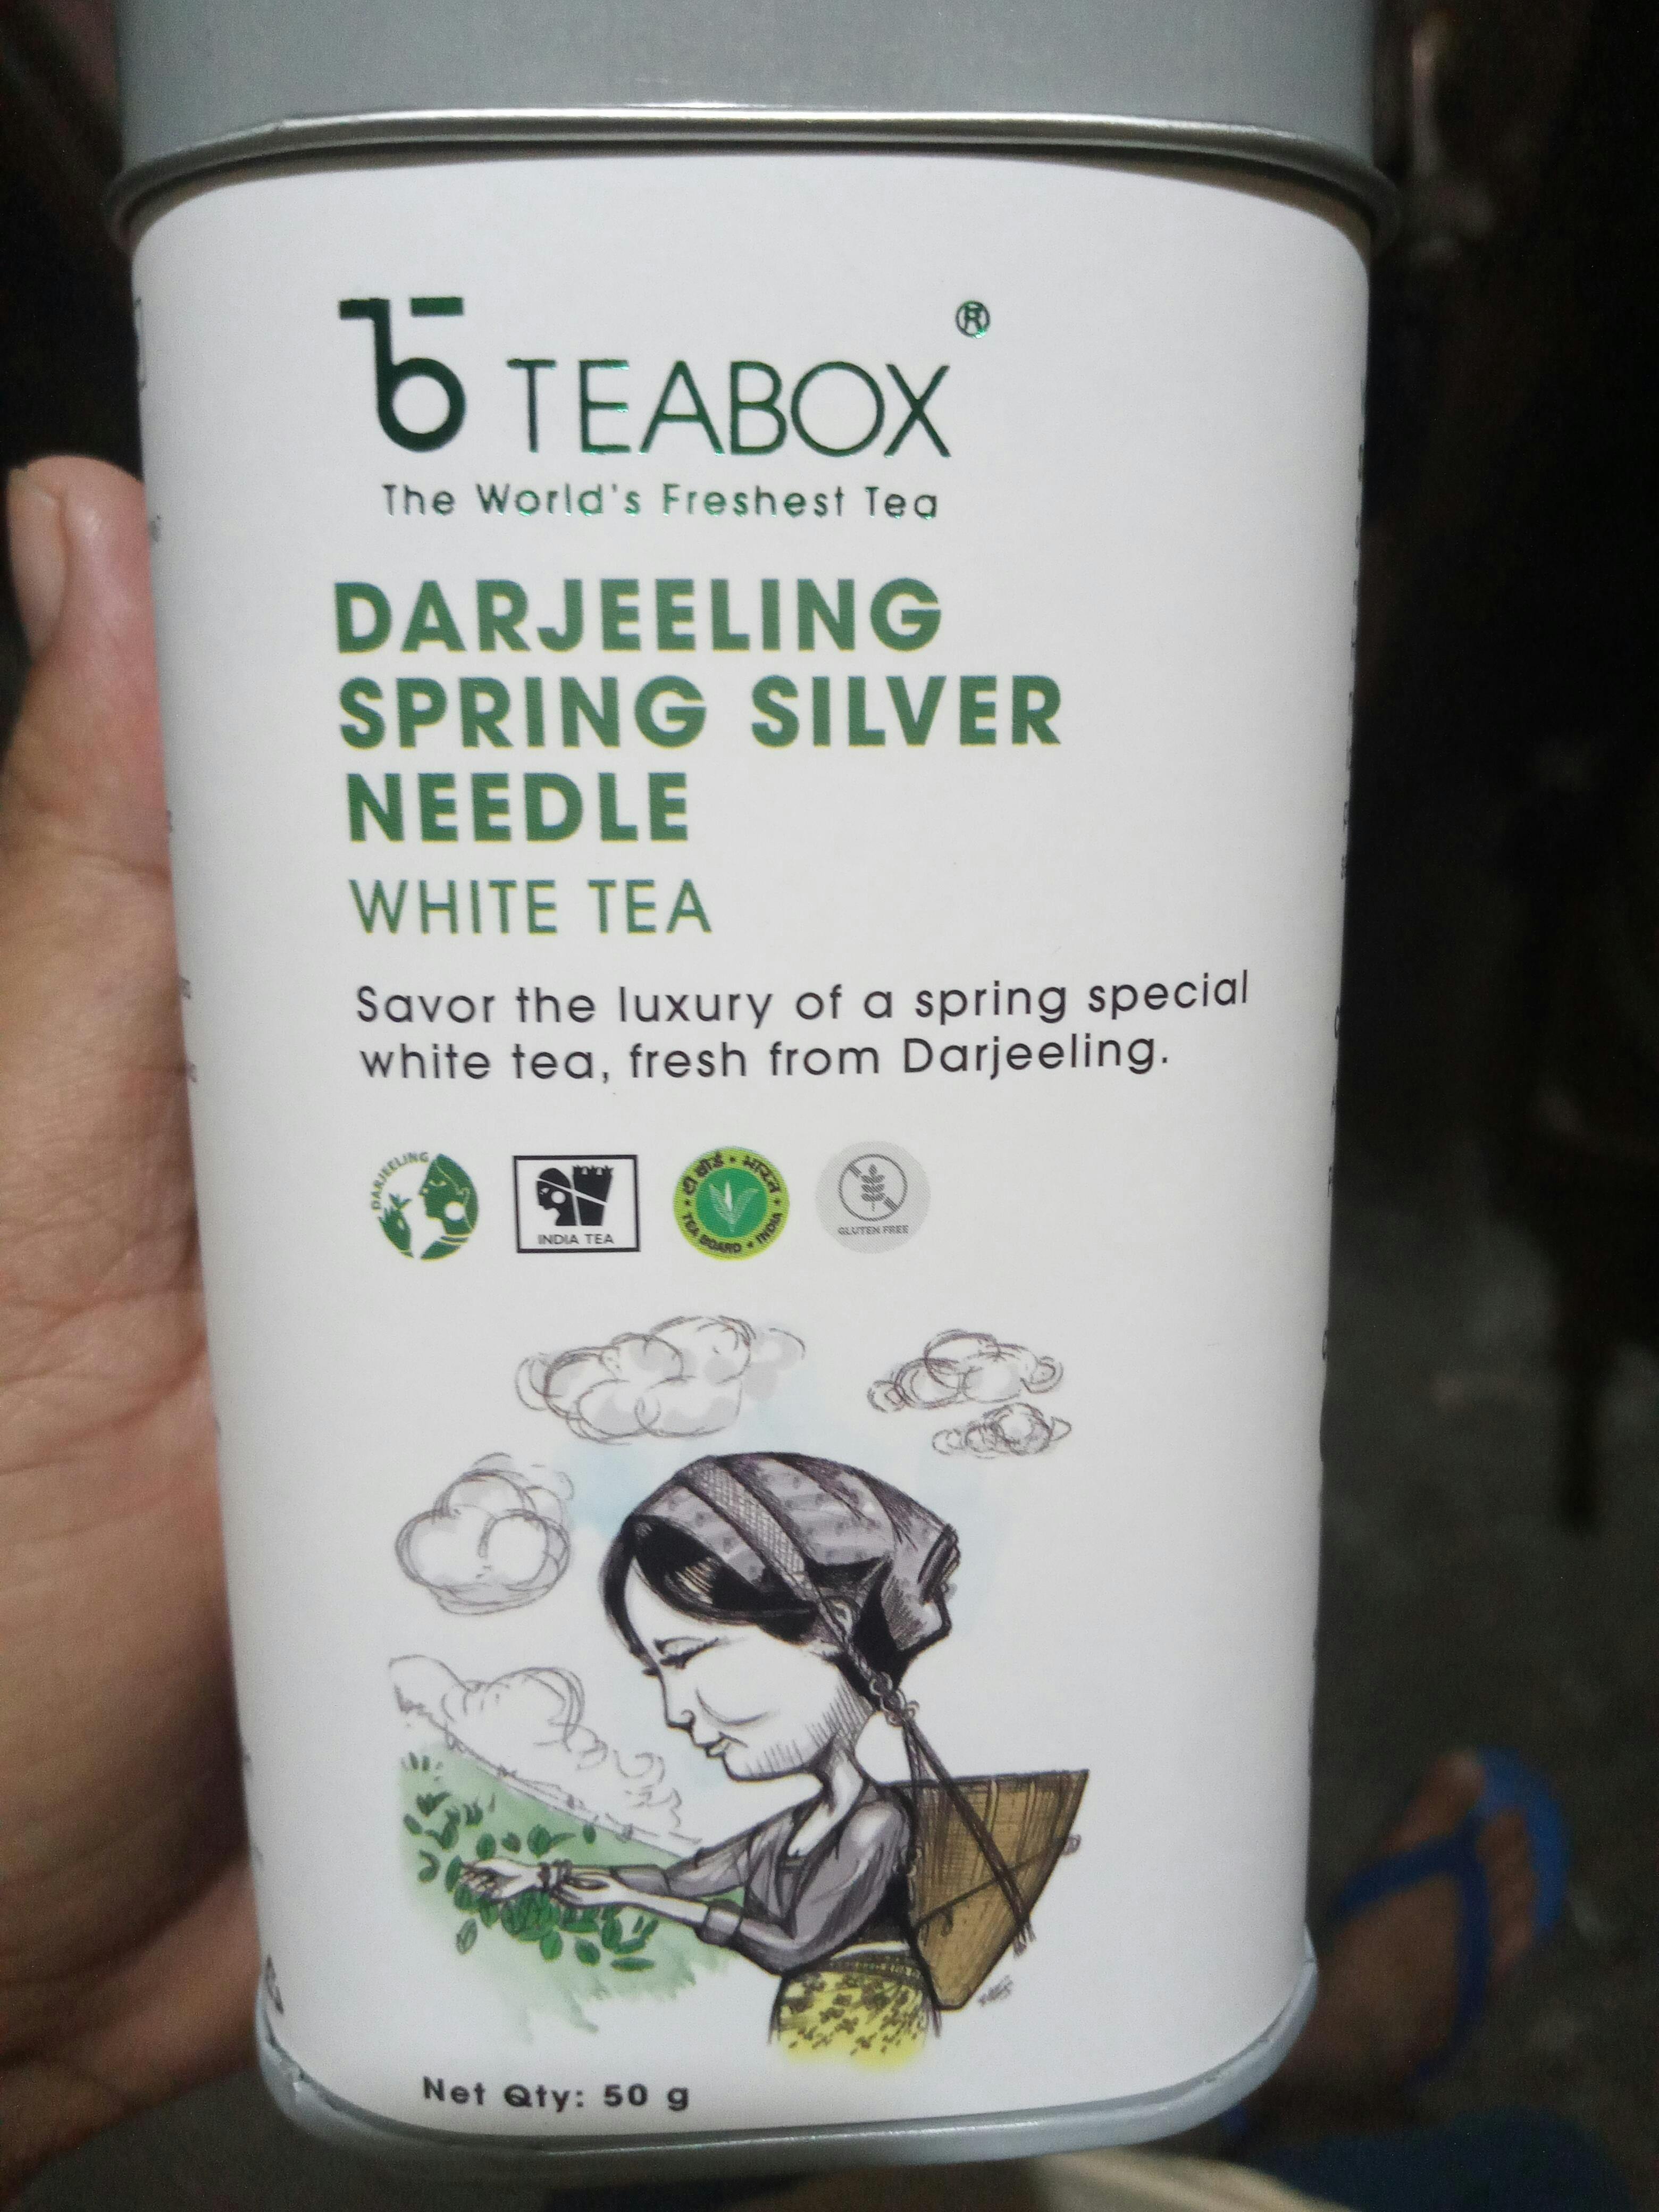 TEABOX®
The World's Freshest Tea
DARJEELING
SPRING SILVER
NEEDLE
WHITE TEA
Savor the luxury of a spring special
white tea, fresh from Darjeeling.
DARJEELING
INDIA TEA
टी बोर्ड • भारत
TEA BOARD • INDIA
GLUTEN FREE
Net Qty: 50 g